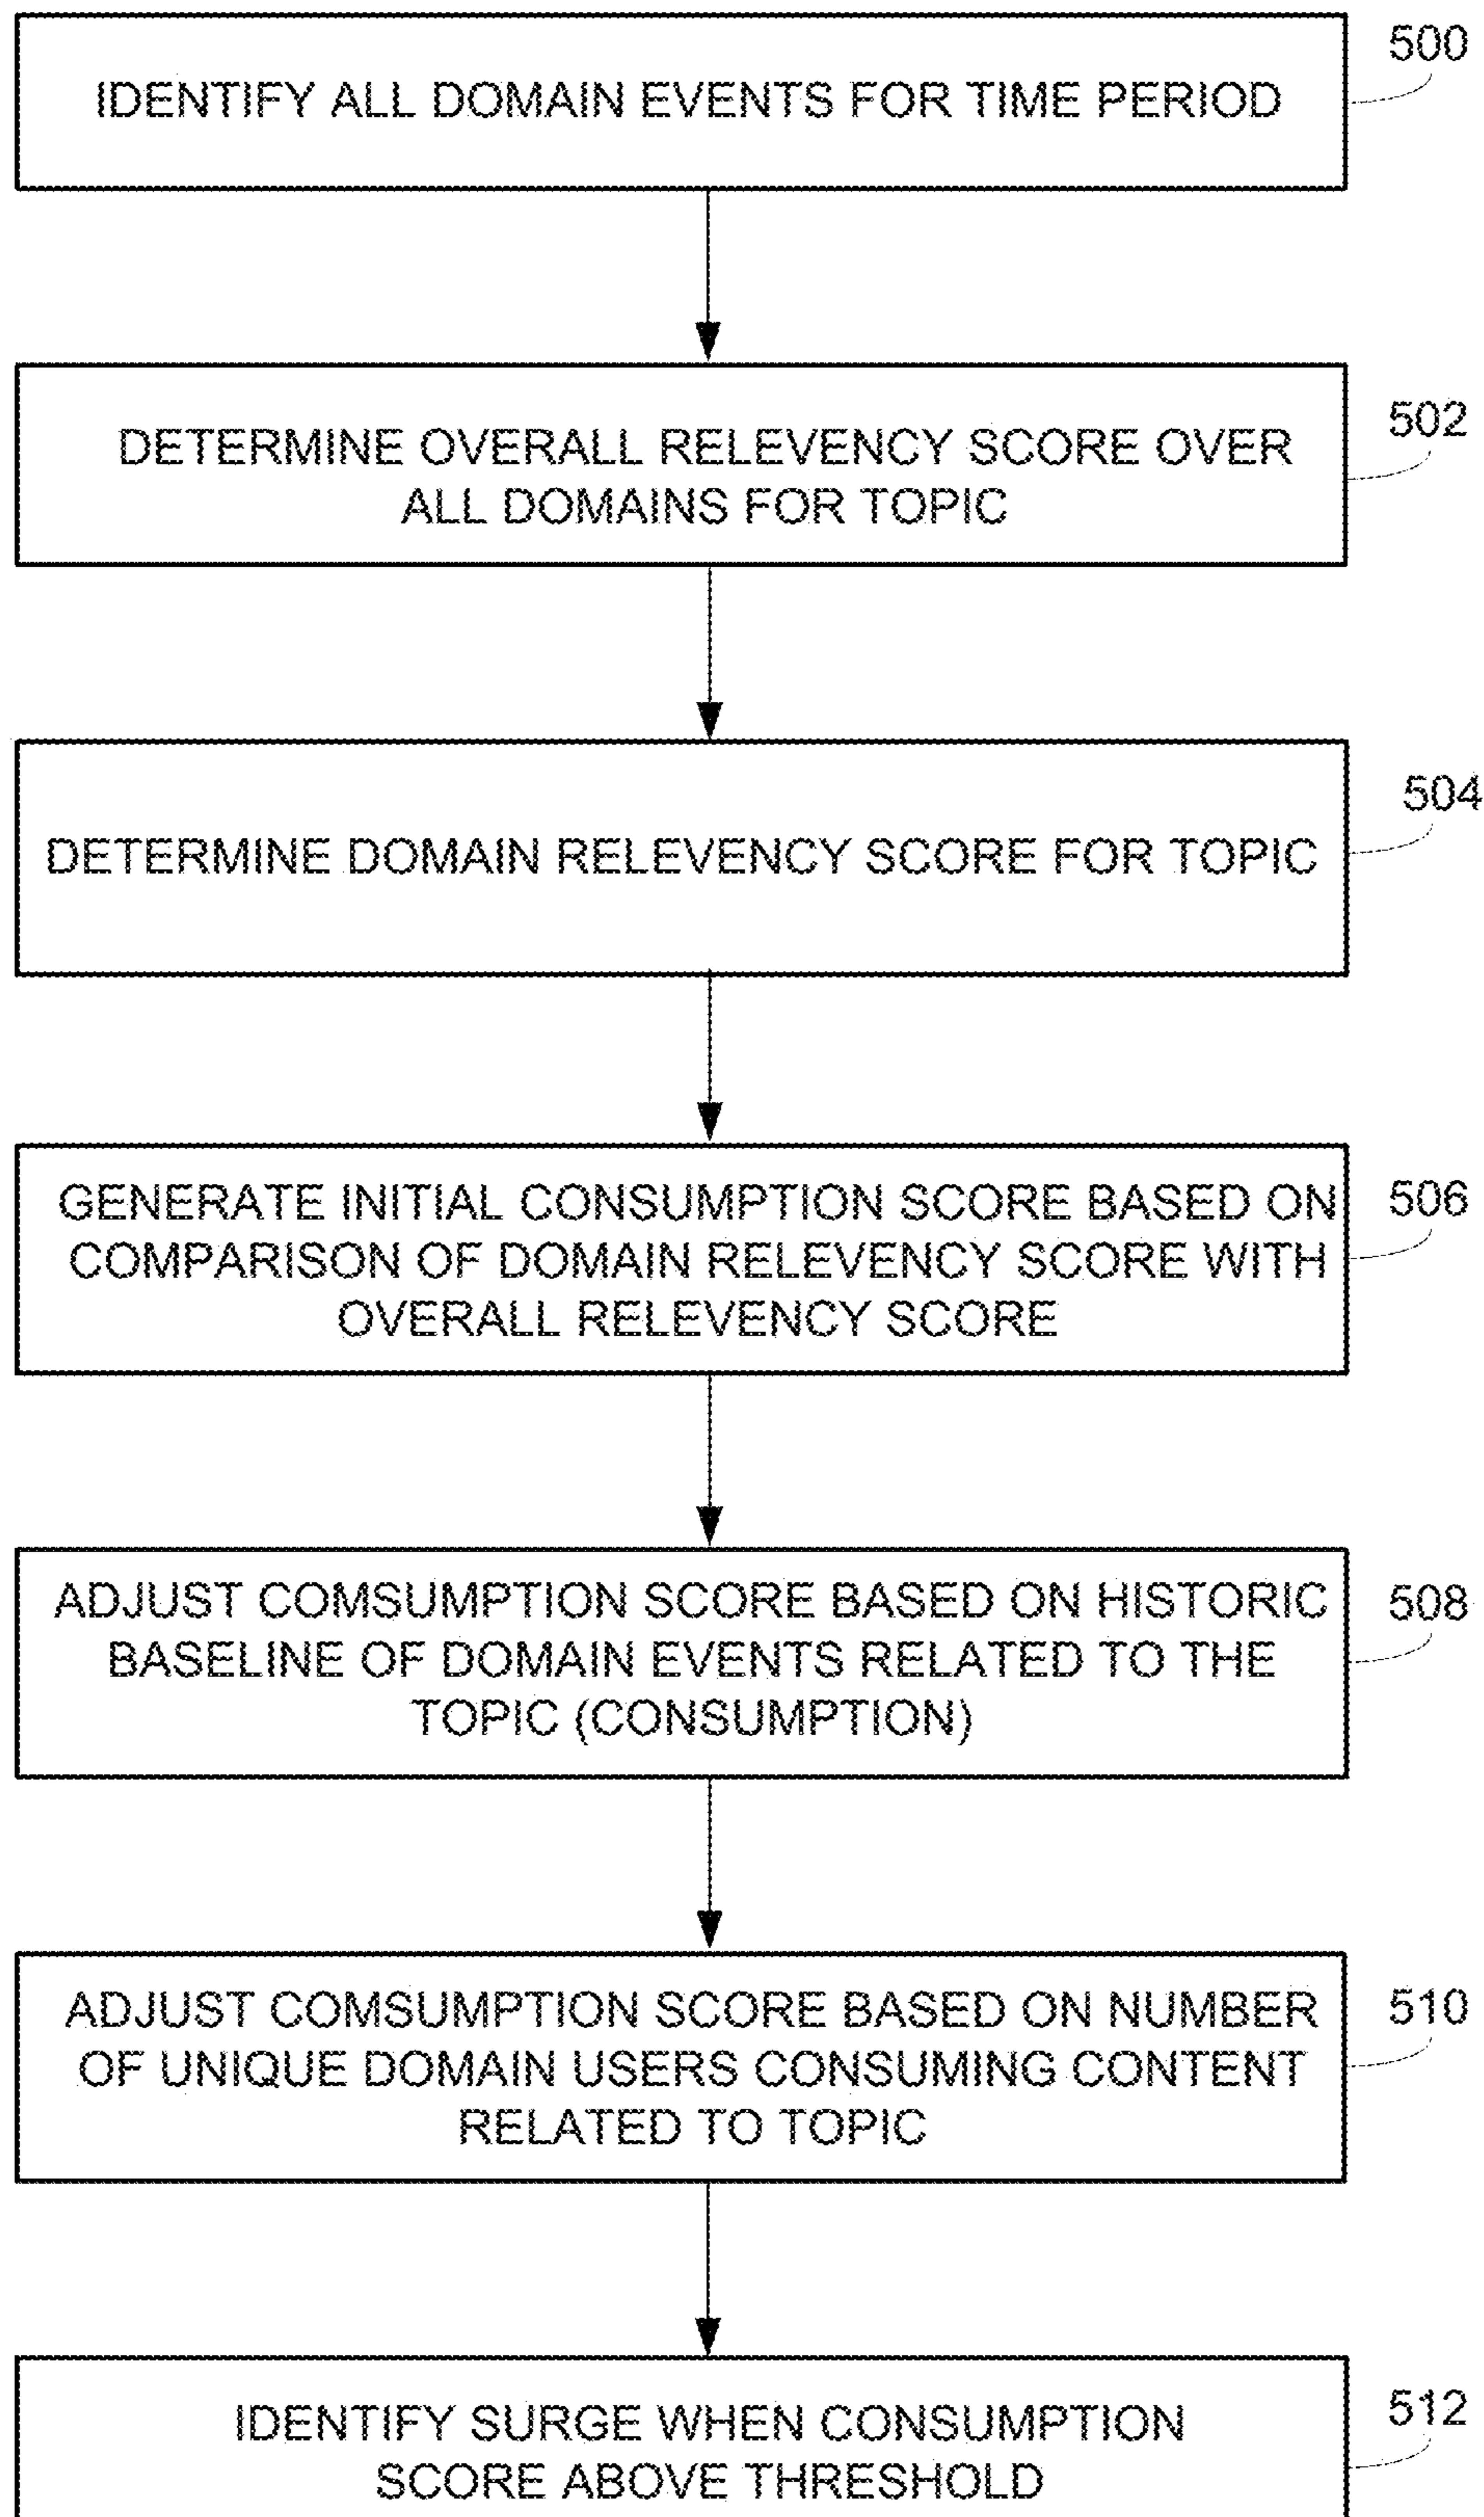 IDENTIFY ALL DOMAIN EVENTS FOR TIME PERIOD
500
DETERMINE OVERALL RELEVENCY SCORE OVER
ALL DOMAINS FOR TOPIC
502
DETERMINE DOMAIN RELEVENCY SCORE FOR TOPIC
504
GENERATE INITIAL CONSUMPTION SCORE BASED ON
COMPARISON OF DOMAIN RELEVENCY SCORE WITH
OVERALL RELEVENCY SCORE
506
ADJUST COMSUMPTION SCORE BASED ON HISTORIC
BASELINE OF DOMAIN EVENTS RELATED TO THE
TOPIC (CONSUMPTION)
508
ADJUST COMSUMPTION SCORE BASED ON NUMBER
OF UNIQUE DOMAIN USERS CONSUMING CONTENT
RELATED TO TOPIC
510
IDENTIFY SURGE WHEN CONSUMPTION
SCORE ABOVE THRESHOLD
512